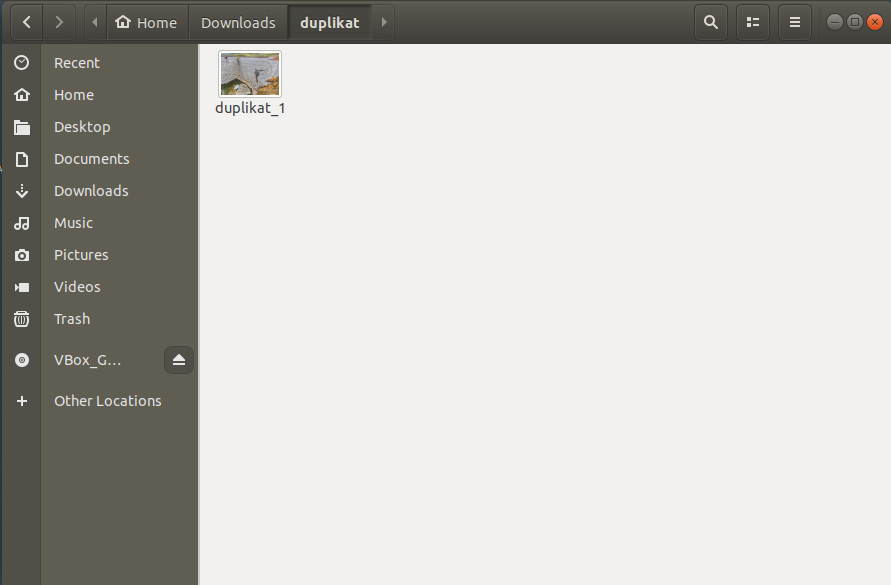 Home Downloads duplikat
Recent
Home
Desktop
Documents
Downloads
Music
Pictures
Videos
Trash
VBox_G…
Other Locations
duplikat_1